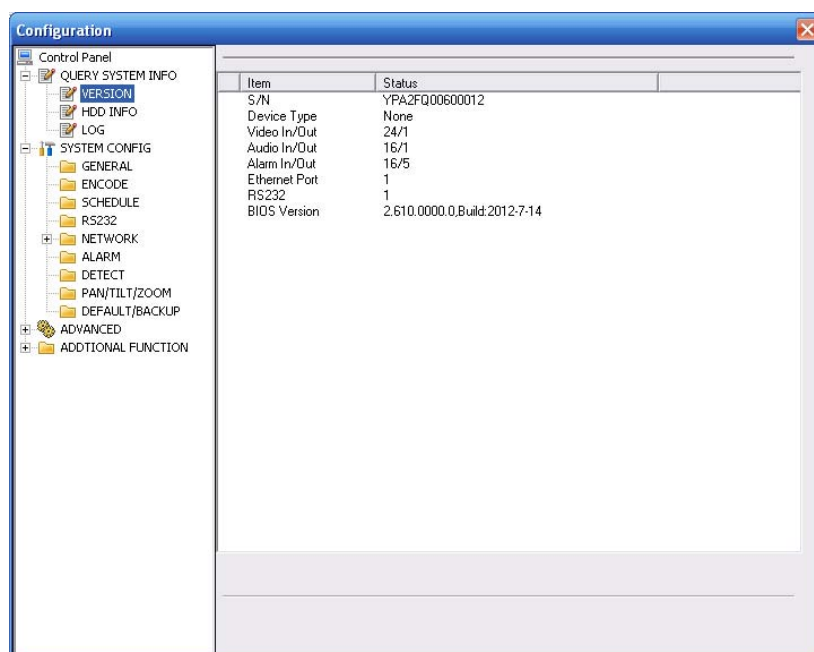 Configuration
Control Panel
QUERY SYSTEM INFO
VERSION
HDD INFO
LOG
SYSTEM CONFIG
GENERAL
ENCODE
SCHEDULE
RS232
NETWORK
ALARM
DETECT
PAN/TILT/ZOOM
DEFAULT/BACKUP
ADVANCED
ADDTIONAL FUNCTION
Item Status
S/N YPA2FQ00600012
Device Type None
Video In/Out 24/1
Audio In/Out 16/1
Alarm In/Out 16/5
Ethernet Port 1
RS232 1
BIOS Version 2.610.0000.0,Build:2012-7-14